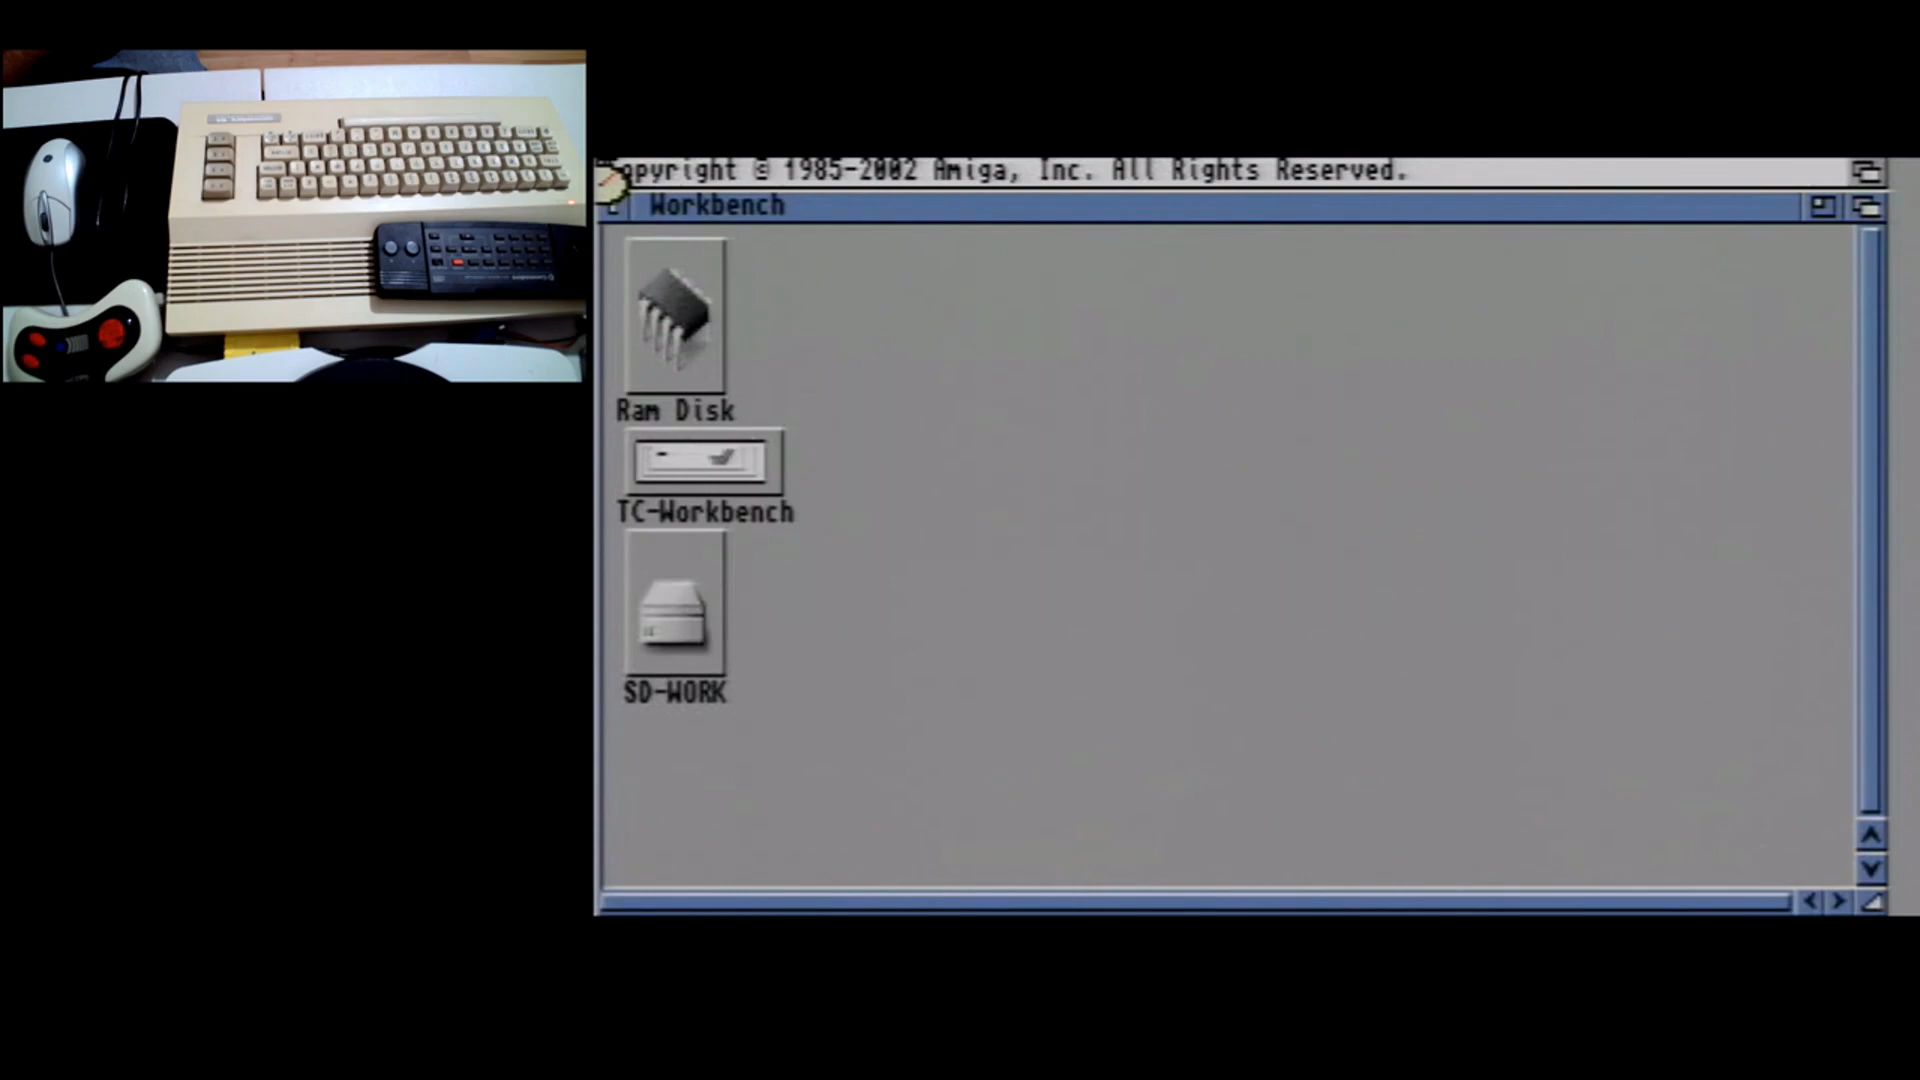 opyright © 1985-2002 Amiga, Inc. All Rights Reserved.
Workbench
Ram Disk
TC-Workbench
SD-WORK